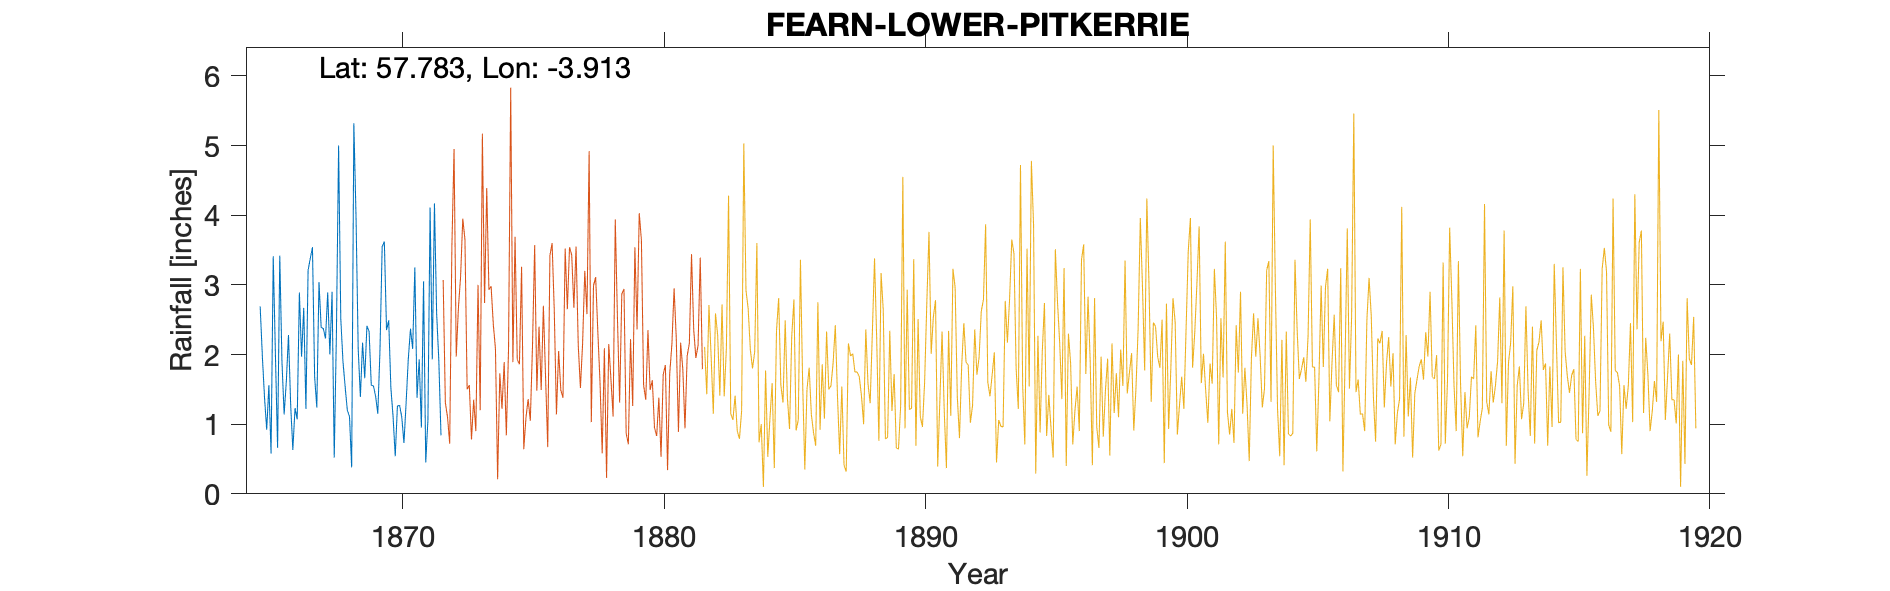 FEARN-LOWER-PITKERRIE
Lat: 57.783, Lon: -3.913
Rainfall [inches]
6
5
4
3
2
1
0
1870 1880 1890 1900 1910 1920
Year